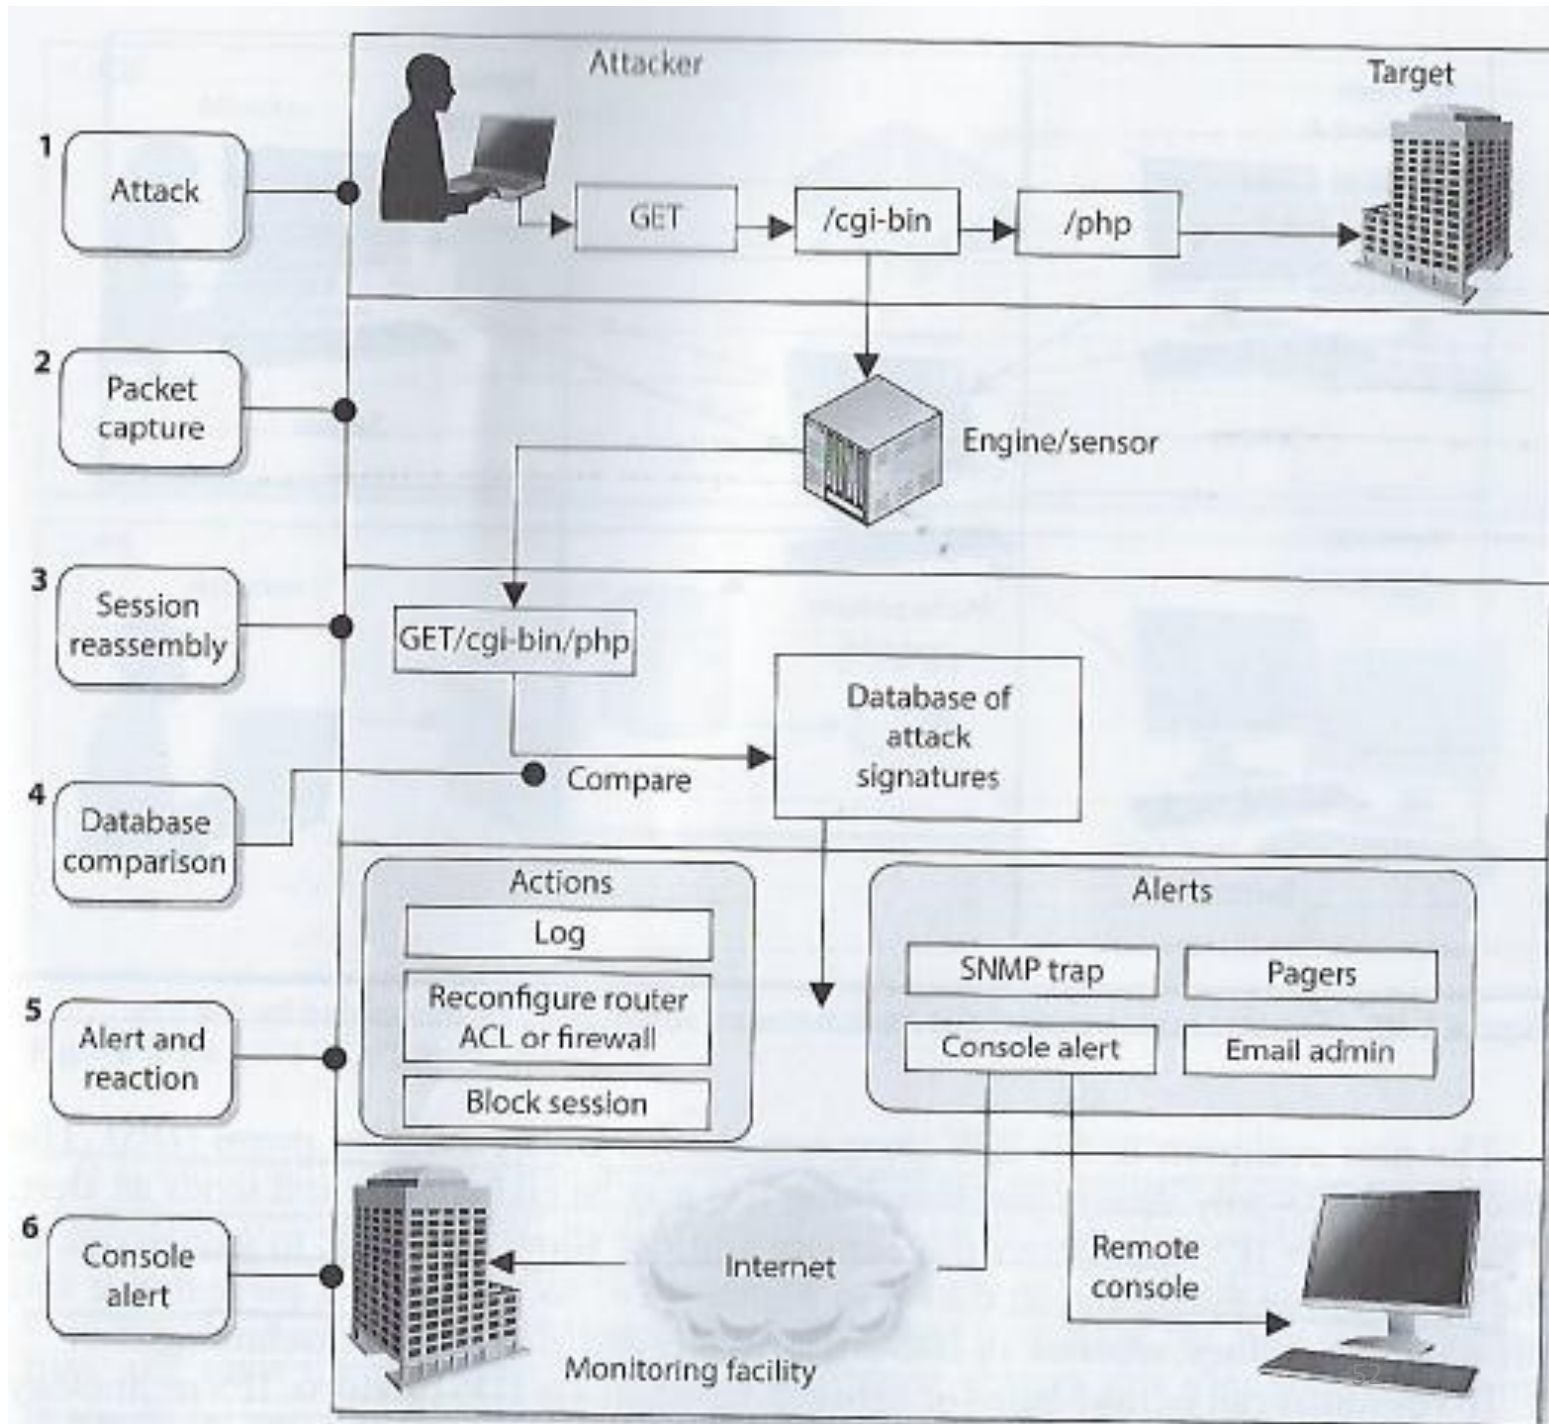 Attacker
Target
1
Attack
GET
/cgi-bin
/php
2
Packet
capture
Engine/sensor
3
Session
reassembly
GET/cgi-bin/php
Database of
attack
signatures
4
Database
comparison
Compare
5
Alert and
reaction
Actions
Log
Reconfigure router
ACL or firewall
Block session
Alerts
SNMP trap
Pagers
Console alert
Email admin
6
Console
alert
Internet
Remote
console
Monitoring facility
52